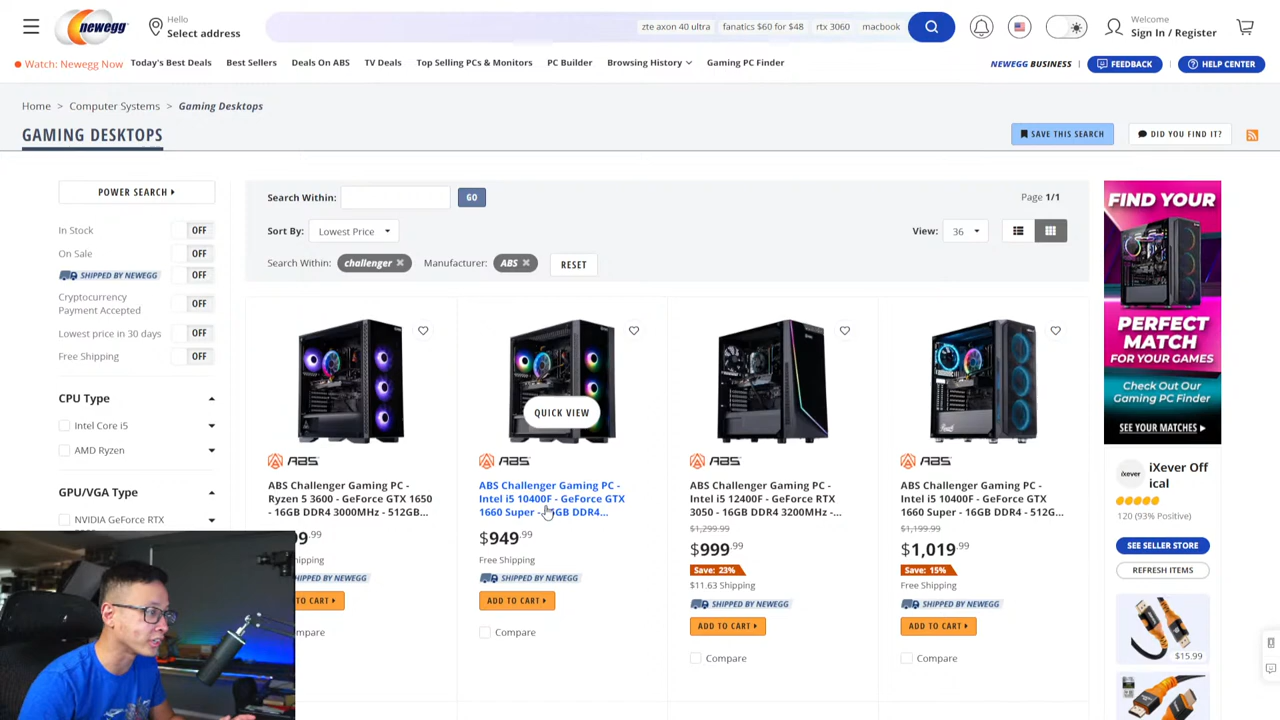 newegg
Hello
Select address
zte axon 40 ultra
fanatics $60 for $48
rtx 3060
macbook
Welcome
Sign In / Register
Watch: Newegg Now
Today's Best Deals
Best Sellers
Deals On ABS
TV Deals
Top Selling PCs & Monitors
PC Builder
Browsing History
Gaming PC Finder
NEWEGG BUSINESS
FEEDBACK
HELP CENTER
Home > Computer Systems > Gaming Desktops
GAMING DESKTOPS
SAVE THIS SEARCH
DID YOU FIND IT?
POWER SEARCH
In Stock OFF
On Sale OFF
SHIPPED BY NEWEGG OFF
Cryptocurrency
Payment Accepted OFF
Lowest price in 30 days OFF
Free Shipping OFF
CPU Type
Intel Core i5
AMD Ryzen
GPU/VGA Type
NVIDIA GeForce RTX
Search Within:
GO
Page 1/1
Sort By: Lowest Price
View: 36
Search Within: challenger Manufacturer: ABS RESET
QUICK VIEW
ABS
ABS Challenger Gaming PC -
Ryzen 5 3600 - GeForce GTX 1650
- 16GB DDR4 3000MHz - 512GB...
99.99
hipping
HIPPED BY NEWEGG
TO CART
mpare
ABS
ABS Challenger Gaming PC -
Intel i5 10400F - GeForce GTX
1660 Super - 16GB DDR4...
$949.99
Free Shipping
SHIPPED BY NEWEGG
ADD TO CART
Compare
ABS
ABS Challenger Gaming PC -
Intel i5 12400F - GeForce RTX
3050 - 16GB DDR4 3200MHz -...
$1,299.99
$999.99
Save: 23%
$11.63 Shipping
SHIPPED BY NEWEGG
ADD TO CART
Compare
ABS
ABS Challenger Gaming PC -
Intel i5 10400F - GeForce GTX
1660 Super - 16GB DDR4 - 512G...
$1,199.99
$1,019.99
Save: 15%
Free Shipping
SHIPPED BY NEWEGG
ADD TO CART
Compare
FIND YOUR
PERFECT
MATCH
FOR YOUR GAMES
Check Out Our
Gaming PC Finder
SEE YOUR MATCHES
iXever
iXever Off
ical
120 (93% Positive)
SEE SELLER STORE
REFRESH ITEMS
$15.99